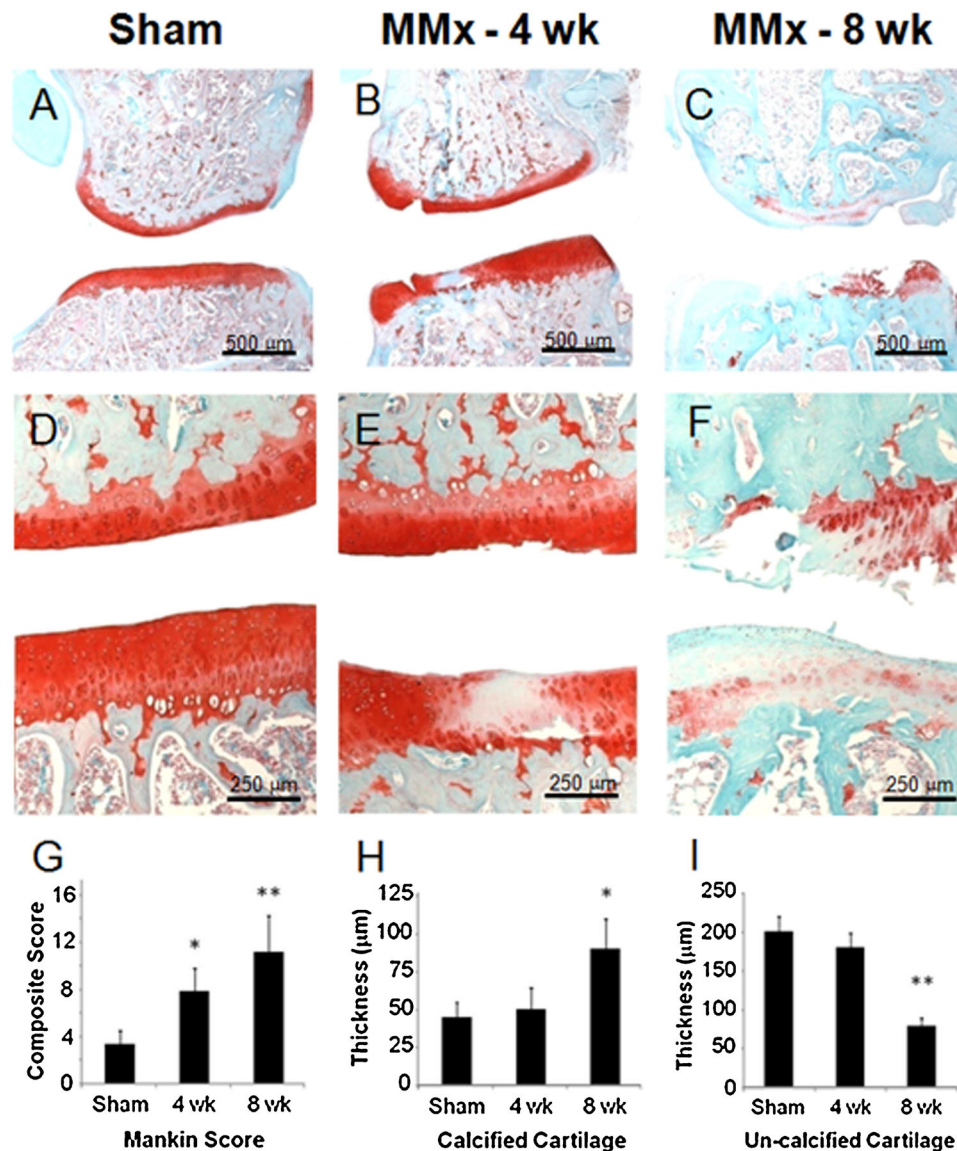 Sham MMx - 4 wk MMx - 8 wk
A B C
500 µm 500 µm 500 µm
D E F
250 µm 250 µm 250 µm
G H I
Composite Score
16
12
8
4
0
* **
Sham 4 wk 8 wk
Mankin Score
Thickness (µm)
125
100
75
50
25
0
*
Sham 4 wk 8 wk
Calcified Cartilage
Thickness (µm)
250
200
150
100
50
0
**
Sham 4 wk 8 wk
Un-calcified Cartilage